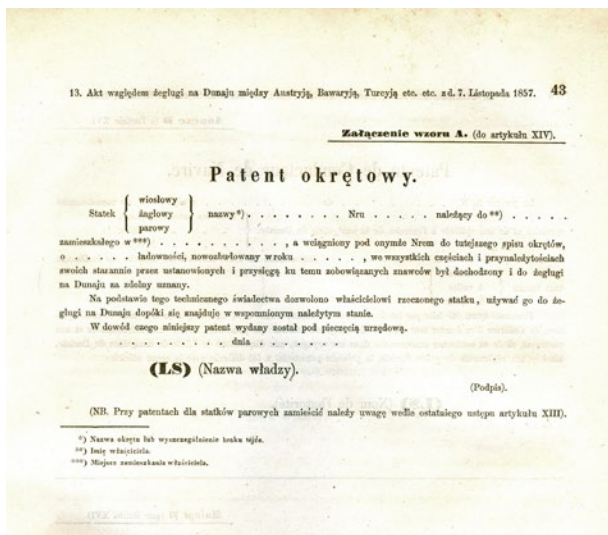 13. Akt względem żeglugi na Dunaju między Austryją, Bawaryją, Turcyją etc. etc. z d. 7. Listopada 1857. 43
Załączenie wzoru A. (do artykułu XIV).
Patent okrętowy.
wiosłowy
Statek żaglowy nazwy*) . . . . . . . . Nru . . . . . należący do **) . . . . . .
parowy
zamieszkałego w ***) . . . . . . . . . . . , a wciągniony pod onymże Nrem do tutejszego spisu okrętów,
o . . . . . ładowności, nowozbudowany w roku . . . . . . , we wszystkich częściach i przynależytościach
swoich starannie przez ustanowionych i przysięgą ku temu zobowiązanych znawców był dochodzony i do żeglugi
na Dunaju za zdolny uznany.
Na podstawie tego technicznego świadectwa dozwolono właścicielowi rzeczonego statku, używać go do że-
glugi na Dunaju dopóki się znajduje w wspomnionym należytym stanie.
W dowód czego niniejszy patent wydany został pod pieczęcią urzędową.
. . . . . . . . . . . dnia . . . . . . . . .
(LS) (Nazwa władzy).
(Podpis).
(NB. Przy patentach dla statków parowych zamieścić należy uwagę wedle ostatniego ustępu artykułu XIII).
*) Nazwa okrętu lub wyszczególnienie braku tejże.
**) Imię właściciela.
***) Miejsce zamieszkania właściciela.